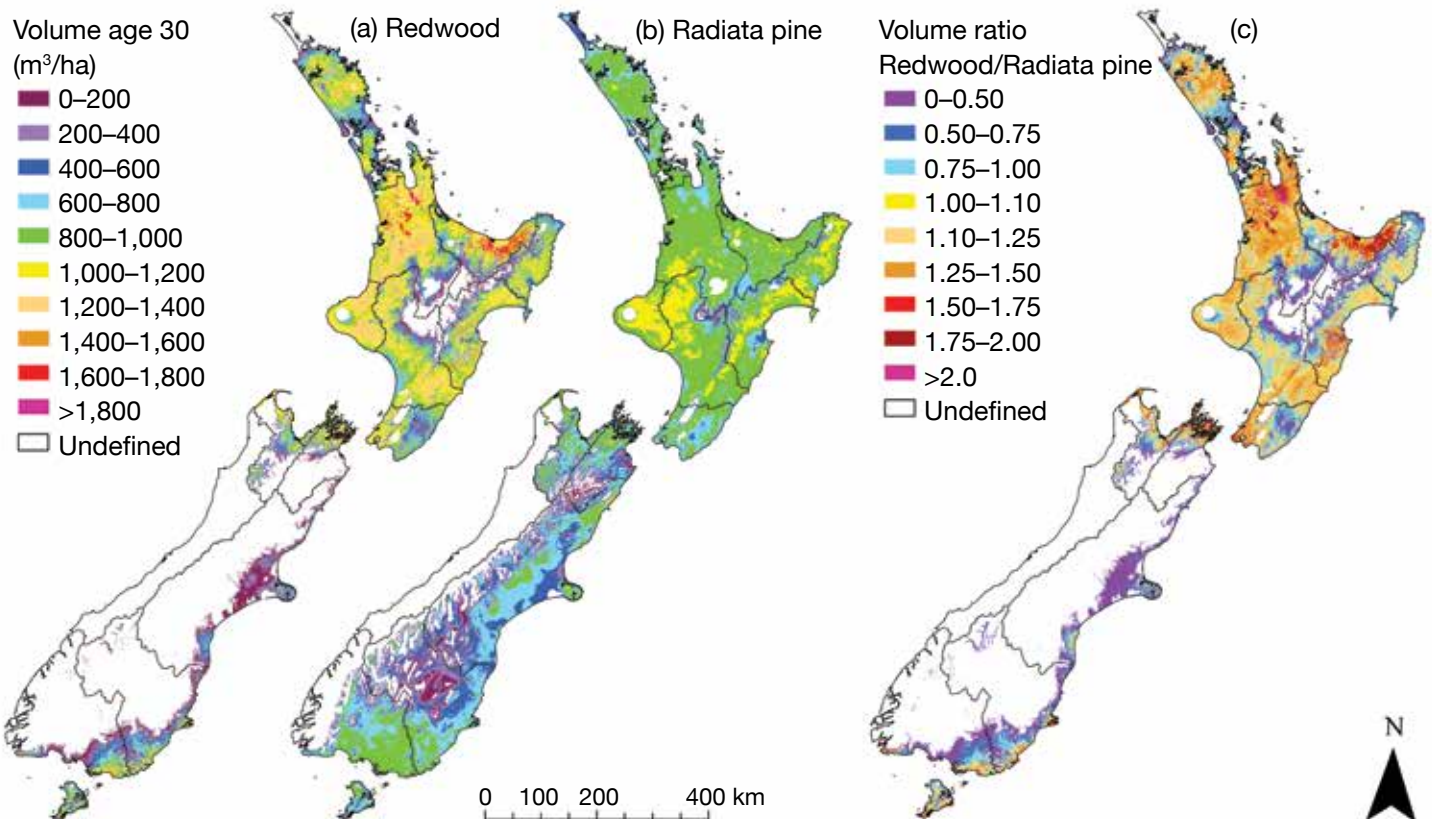 Volume age 30
(m³/ha)
0–200
200–400
400–600
600–800
800–1,000
1,000–1,200
1,200–1,400
1,400–1,600
1,600–1,800
>1,800
Undefined
(a) Redwood
(b) Radiata pine
Volume ratio
Redwood/Radiata pine
0–0.50
0.50–0.75
0.75–1.00
1.00–1.10
1.10–1.25
1.25–1.50
1.50–1.75
1.75–2.00
>2.0
Undefined
(c)
0 100 200 400 km
N